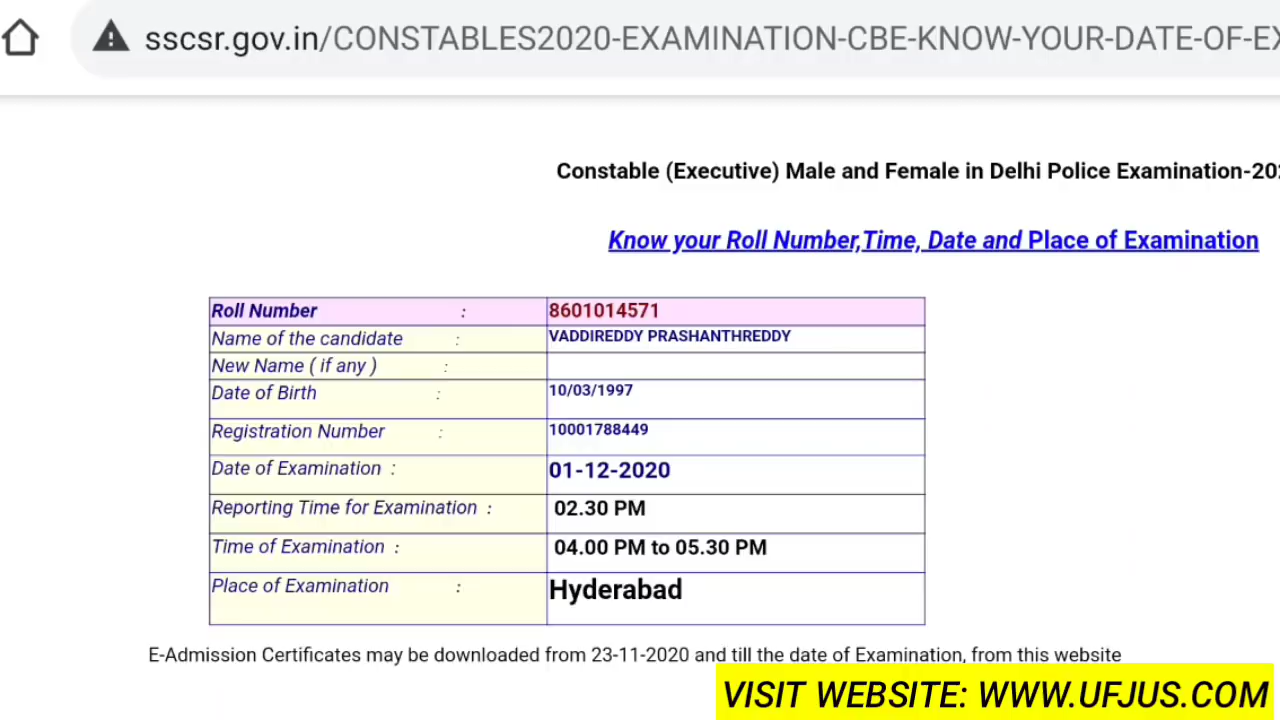 sscsr.gov.in/CONSTABLES2020-EXAMINATION-CBE-KNOW-YOUR-DATE-OF-EX
Constable (Executive) Male and Female in Delhi Police Examination-202
Know your Roll Number,Time, Date and Place of Examination
Roll Number : 8601014571
Name of the candidate : VADDIREDDY PRASHANTHREDDY
New Name ( if any ) :
Date of Birth : 10/03/1997
Registration Number : 10001788449
Date of Examination : 01-12-2020
Reporting Time for Examination : 02.30 PM
Time of Examination : 04.00 PM to 05.30 PM
Place of Examination : Hyderabad
E-Admission Certificates may be downloaded from 23-11-2020 and till the date of Examination, from this website
VISIT WEBSITE: WWW.UFJUS.COM